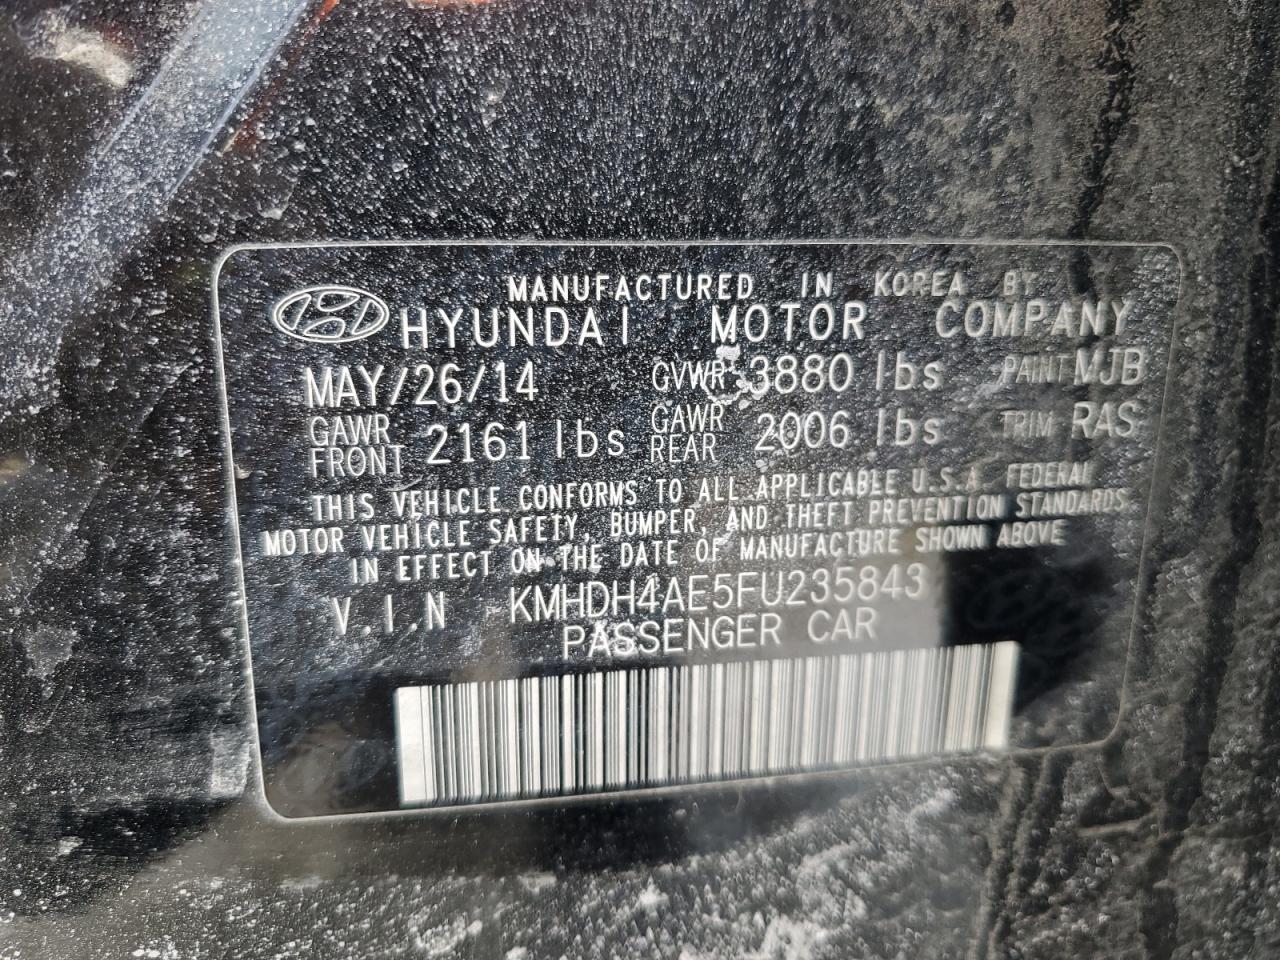 MANUFACTURED IN KOREA BY
HYUNDAI MOTOR COMPANY
MAY/26/14 GVWR 3880 lbs PAINT MJB
GAWR FRONT 2161 lbs GAWR REAR 2006 lbs TRIM RAS
THIS VEHICLE CONFORMS TO ALL APPLICABLE U.S.A. FEDERAL
MOTOR VEHICLE SAFETY, BUMPER, AND THEFT PREVENTION STANDARDS
IN EFFECT ON THE DATE OF MANUFACTURE SHOWN ABOVE
V.I.N KMHDH4AE5FU235843
PASSENGER CAR